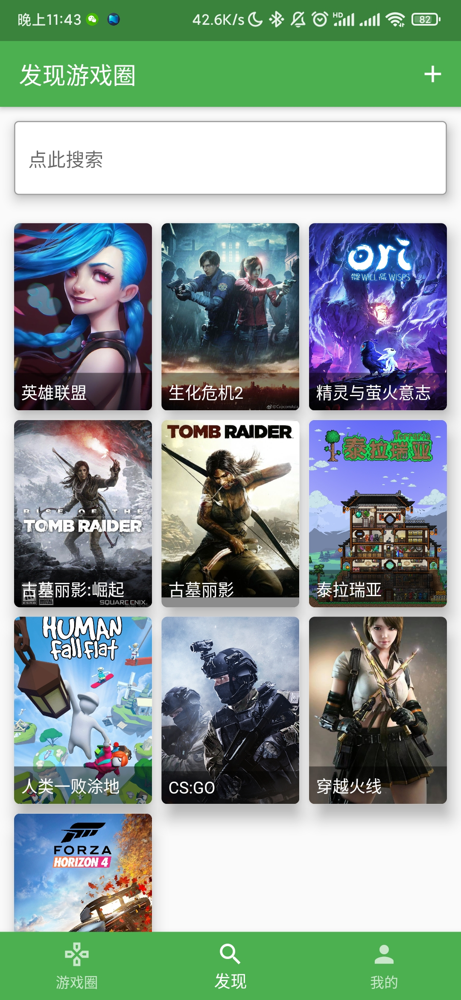 晚上11:43
42.6K/s
HD
82
发现游戏圈
点此搜索
ori
AND THE WILL OF THE WISPS
英雄联盟
生化危机2
@CapcomAsia
精灵与萤火意志
RISE OF THE
TOMB RAIDER
TOMB RAIDER
Terraria
泰拉瑞亚
古墓丽影:崛起
ESRB
DIGITAL DOWNLOAD
SQUARE ENIX
古墓丽影
泰拉瑞亚
HUMAN
fall flat
人类一败涂地
CS:GO
穿越火线
FORZA
HORIZON 4
游戏圈
发现
我的